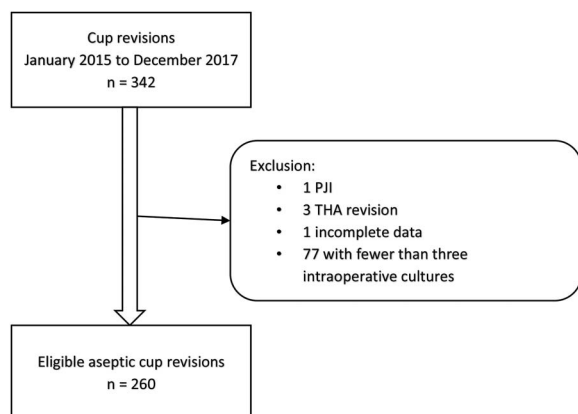 Cup revisions
January 2015 to December 2017
n = 342
Exclusion:
• 1 PJI
• 3 THA revision
• 1 incomplete data
• 77 with fewer than three
intraoperative cultures
Eligible aseptic cup revisions
n = 260